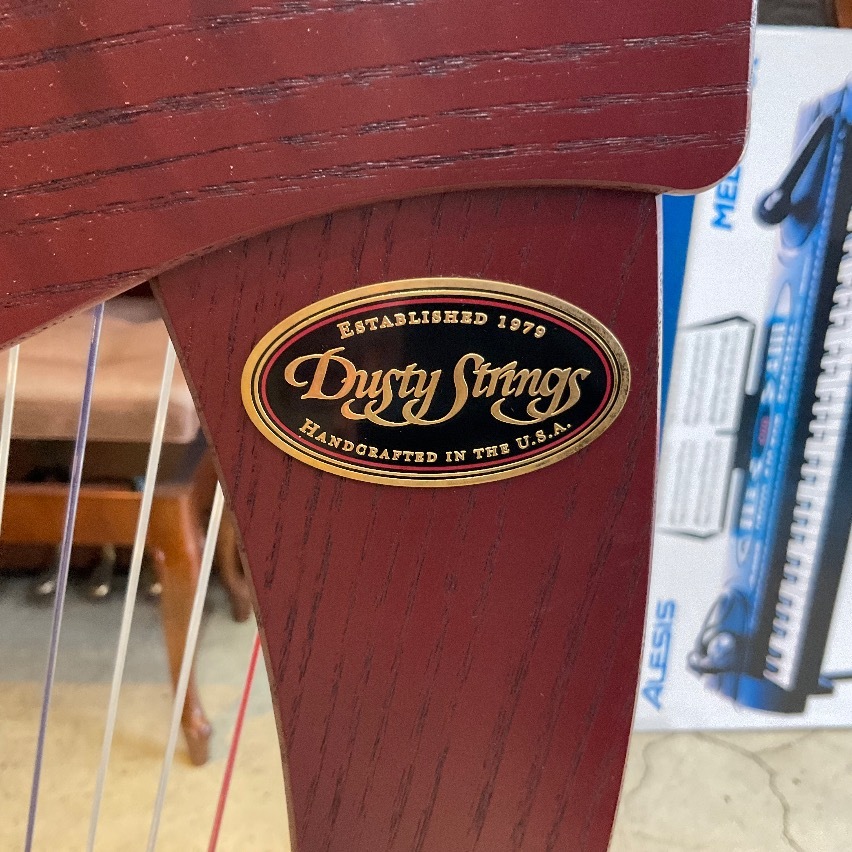 ESTABLISHED 1979
Dusty Strings
HANDCRAFTED IN THE U.S.A.
ALESIS